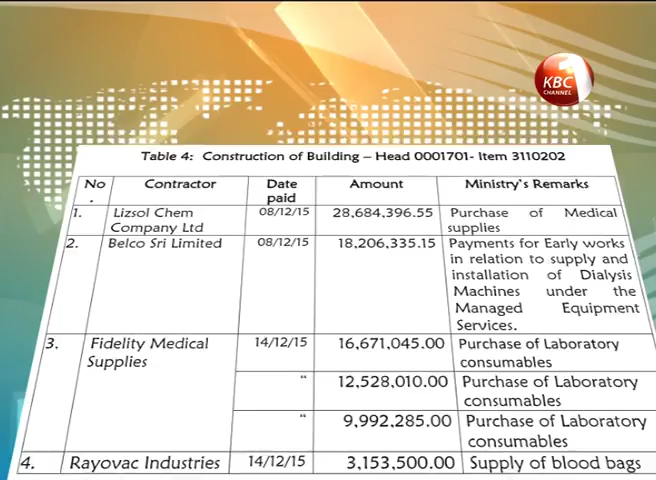 KBC 1
CHANNEL
Table 4: Construction of Building – Head 0001701- Item 3110202
No. Contractor Date paid Amount Ministry's Remarks
1. Lizsol Chem Company Ltd 08/12/15 28,684,396.55 Purchase of Medical supplies
2. Belco Sri Limited 08/12/15 18,206,335.15 Payments for Early works
in relation to supply and
installation of Dialysis
Machines under the
Managed Equipment
Services.
3. Fidelity Medical Supplies 14/12/15 16,671,045.00 Purchase of Laboratory consumables
" 12,528,010.00 Purchase of Laboratory consumables
" 9,992,285.00 Purchase of Laboratory consumables
4. Rayovac Industries 14/12/15 3,153,500.00 Supply of blood bags